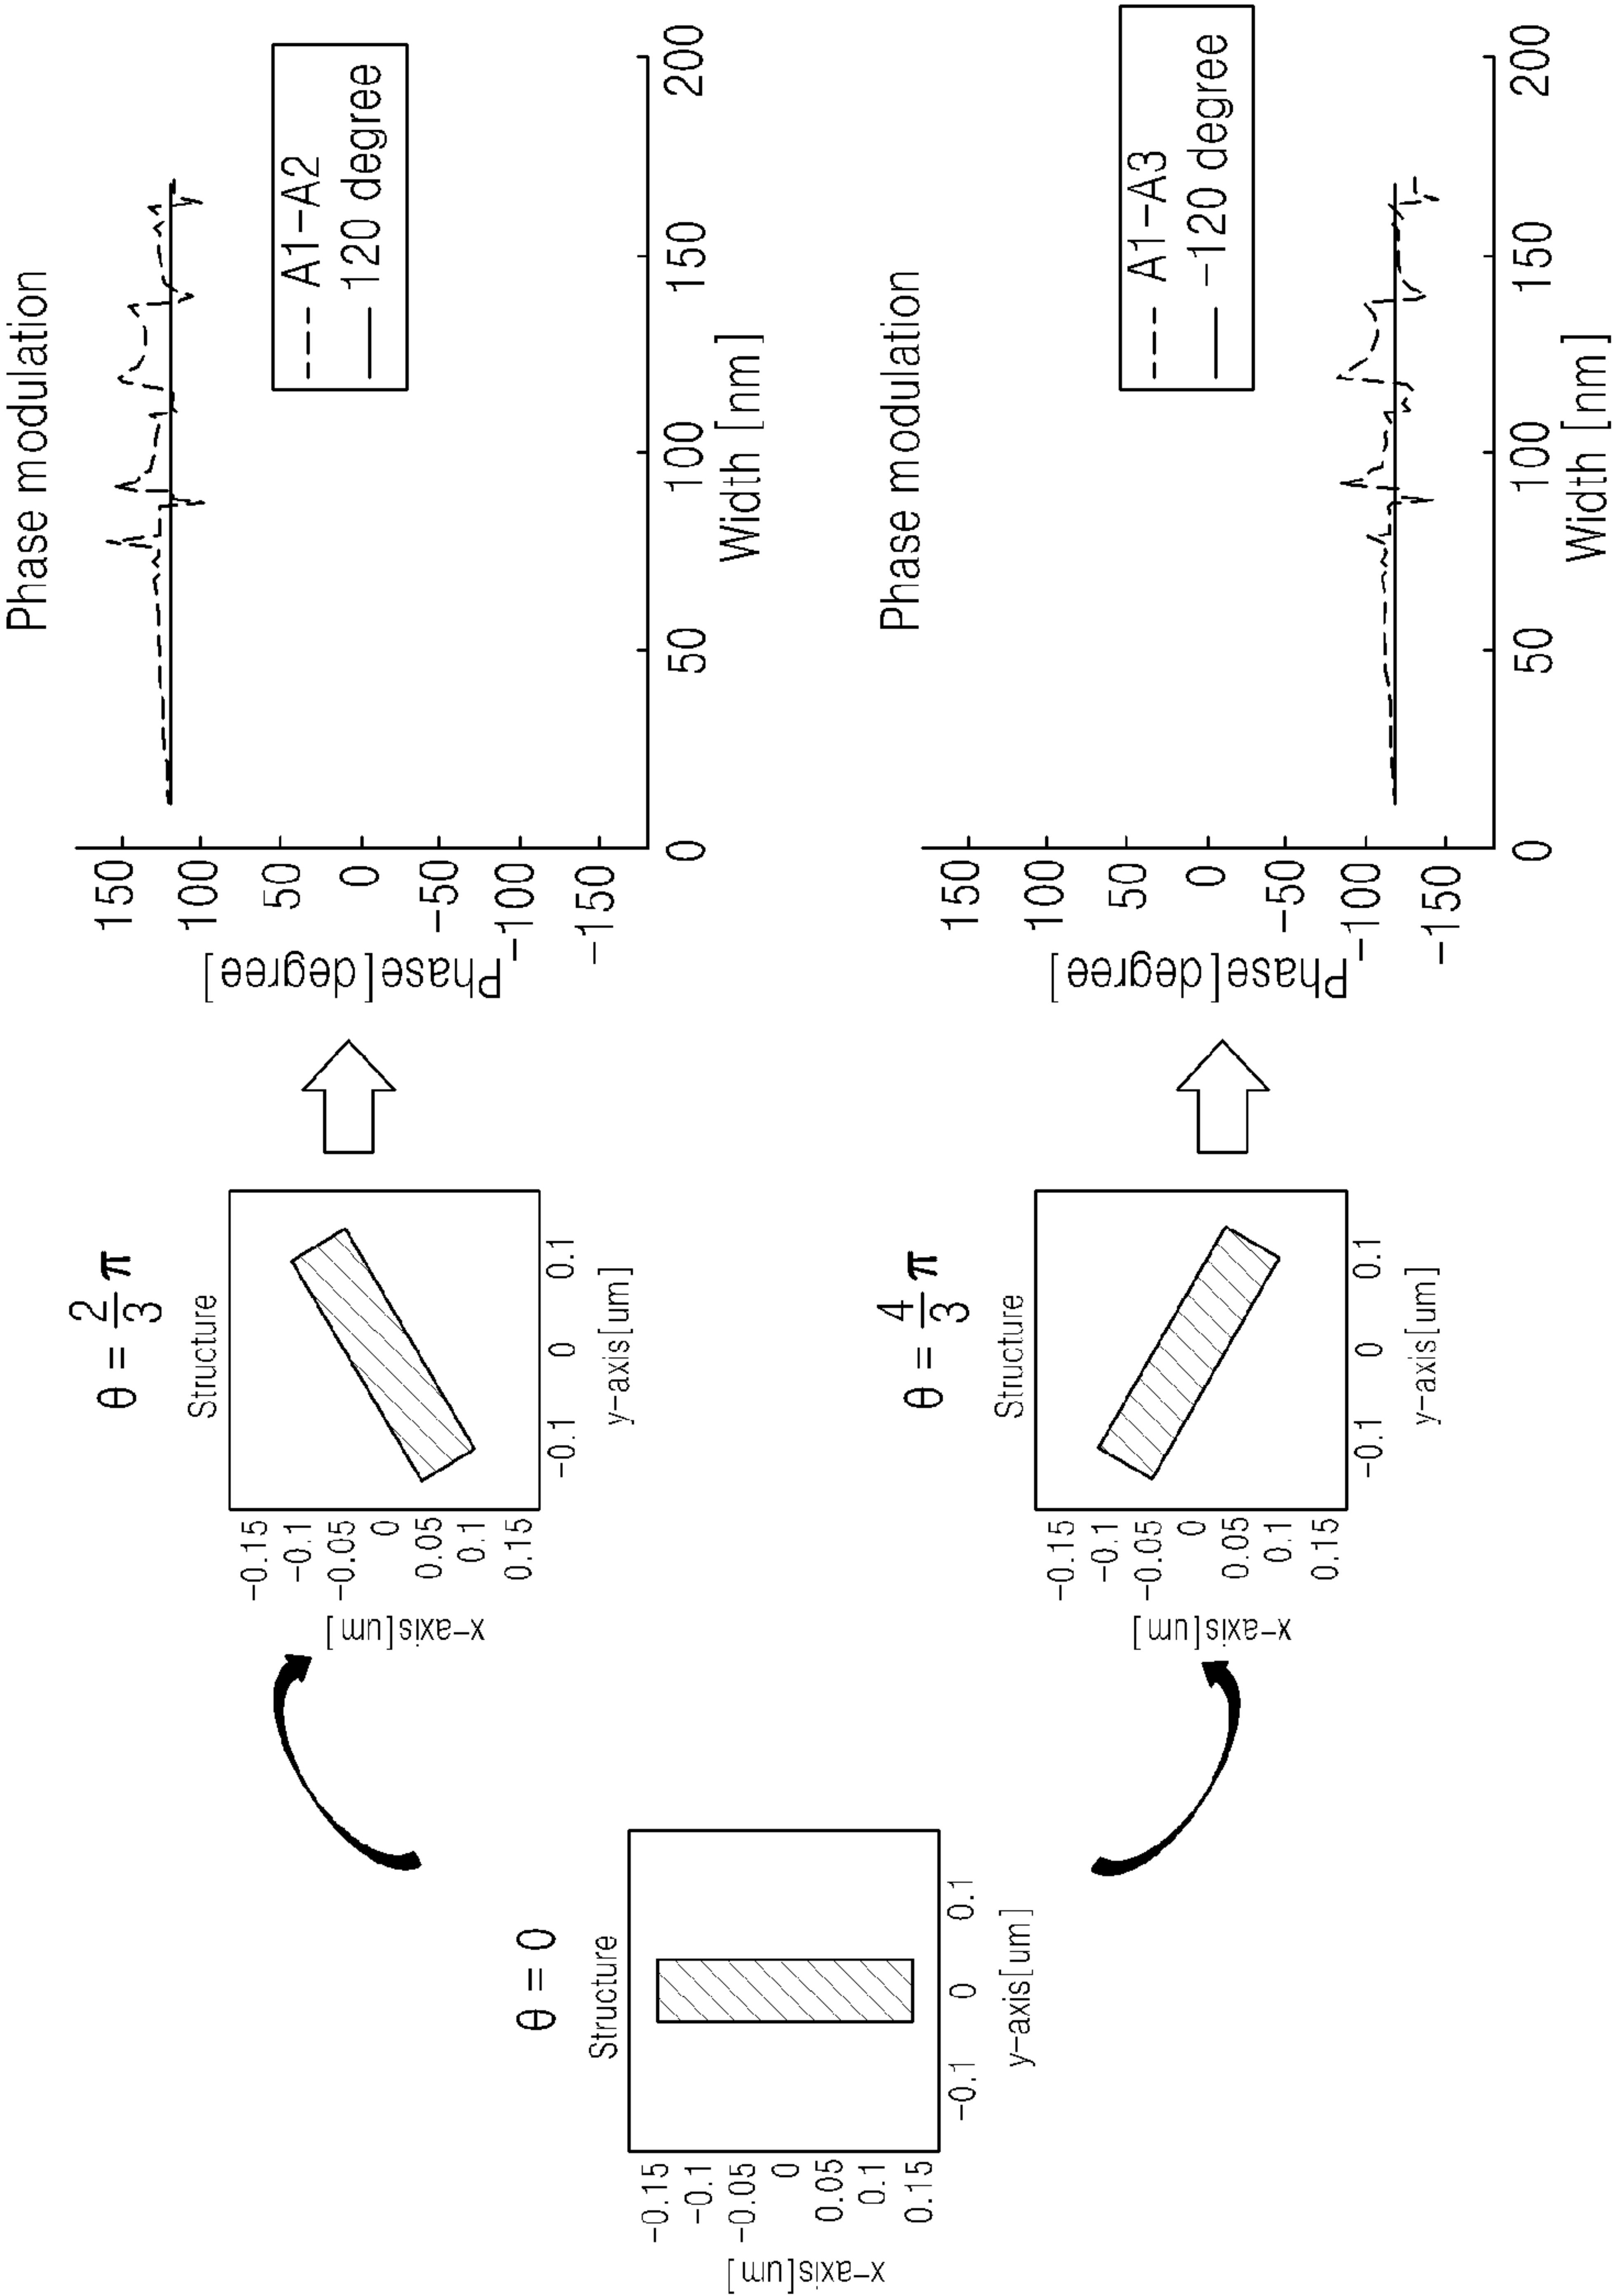 θ = 0
Structure
-0.15
-0.1
-0.05
0
0.05
0.1
0.15
x-axis[um]
-0.1 0 0.1
y-axis[um]
θ = 2/3 π
Structure
-0.15
-0.1
-0.05
0
0.05
0.1
0.15
x-axis[um]
-0.1 0 0.1
y-axis[um]
Phase modulation
150
100
50
0
-50
-100
-150
Phase[degree]
A1-A2
120 degree
0 50 100 150 200
Width [nm]
θ = 4/3 π
Structure
-0.15
-0.1
-0.05
0
0.05
0.1
0.15
x-axis[um]
-0.1 0 0.1
y-axis[um]
Phase modulation
150
100
50
0
-50
-100
-150
Phase[degree]
A1-A3
-120 degree
0 50 100 150 200
Width [nm]